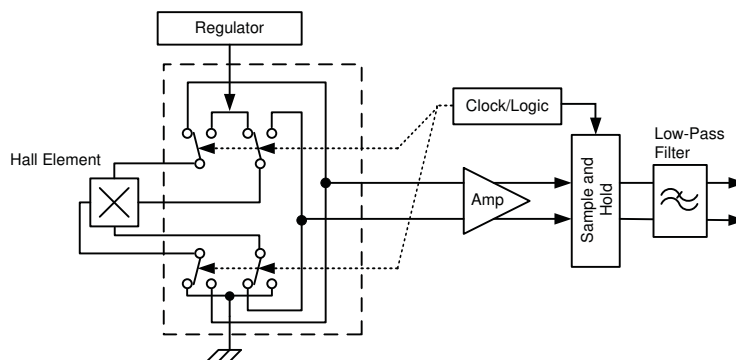 Regulator
Clock/Logic
Low-Pass
Filter
Hall Element
Amp
Sample and
Hold